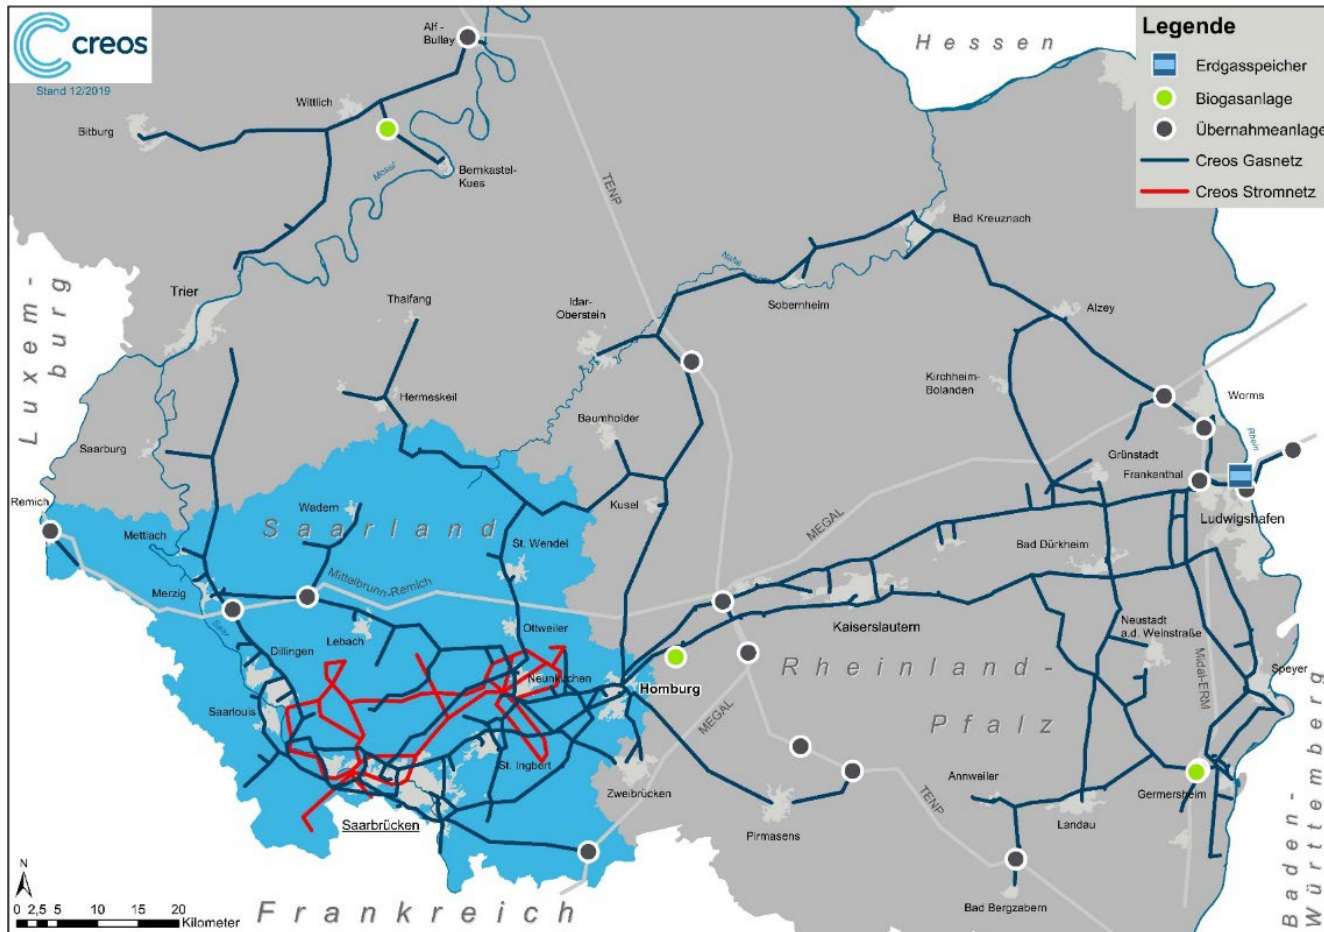 creos
Stand 12/2019
Legende
Erdgasspeicher
Biogasanlage
Übernahmeanlage
Creos Gasnetz
Creos Stromnetz
Hessen
Alf -
Bullay
Wittlich
Bitburg
Mosel
Bernkastel-
Kues
TENP
Bad Kreuznach
Luxem-
burg
Trier
Nahe
Thalfang
Idar-
Oberstein
Sobernheim
Alzey
Kirchheim-
Bolanden
Hermeskeil
Worms
Baumholder
Rhein
Saarburg
Grünstadt
Frankenthal
Remich
Wadern
Kusel
Saarland
MEGAL
Ludwigshafen
Mettlach
St. Wendel
Bad Dürkheim
Mittelbrunn-Remich
Merzig
Saar
Lebach
Ottweiler
Kaiserslautern
Neustadt
a.d. Weinstraße
Dillingen
Rheinland-
Pfalz
Midal-ERM
Speyer
Neunkirchen
Homburg
Saarlouis
MEGAL
St. Ingbert
Zweibrücken
Annweiler
Germersheim
TENP
Saarbrücken
Pirmasens
Landau
Baden-
Württemberg
N
0 2,5 5 10 15 20
Kilometer
Frankreich
Bad Bergzabern